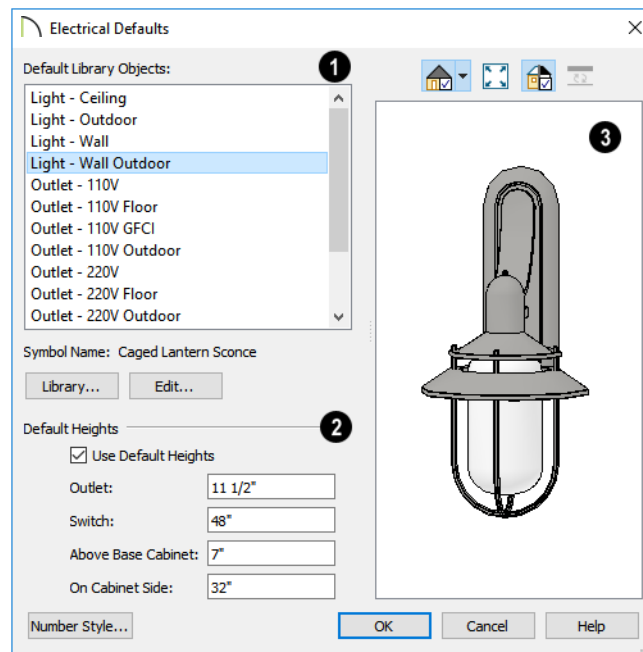 Electrical Defaults
Default Library Objects:
1
Light - Ceiling
Light - Outdoor
Light - Wall
Light - Wall Outdoor
Outlet - 110V
Outlet - 110V Floor
Outlet - 110V GFCI
Outlet - 110V Outdoor
Outlet - 220V
Outlet - 220V Floor
Outlet - 220V Outdoor
3
Symbol Name: Caged Lantern Sconce
Library... Edit...
Default Heights
2
Use Default Heights
Outlet: 11 1/2"
Switch: 48"
Above Base Cabinet: 7"
On Cabinet Side: 32"
Number Style... OK Cancel Help